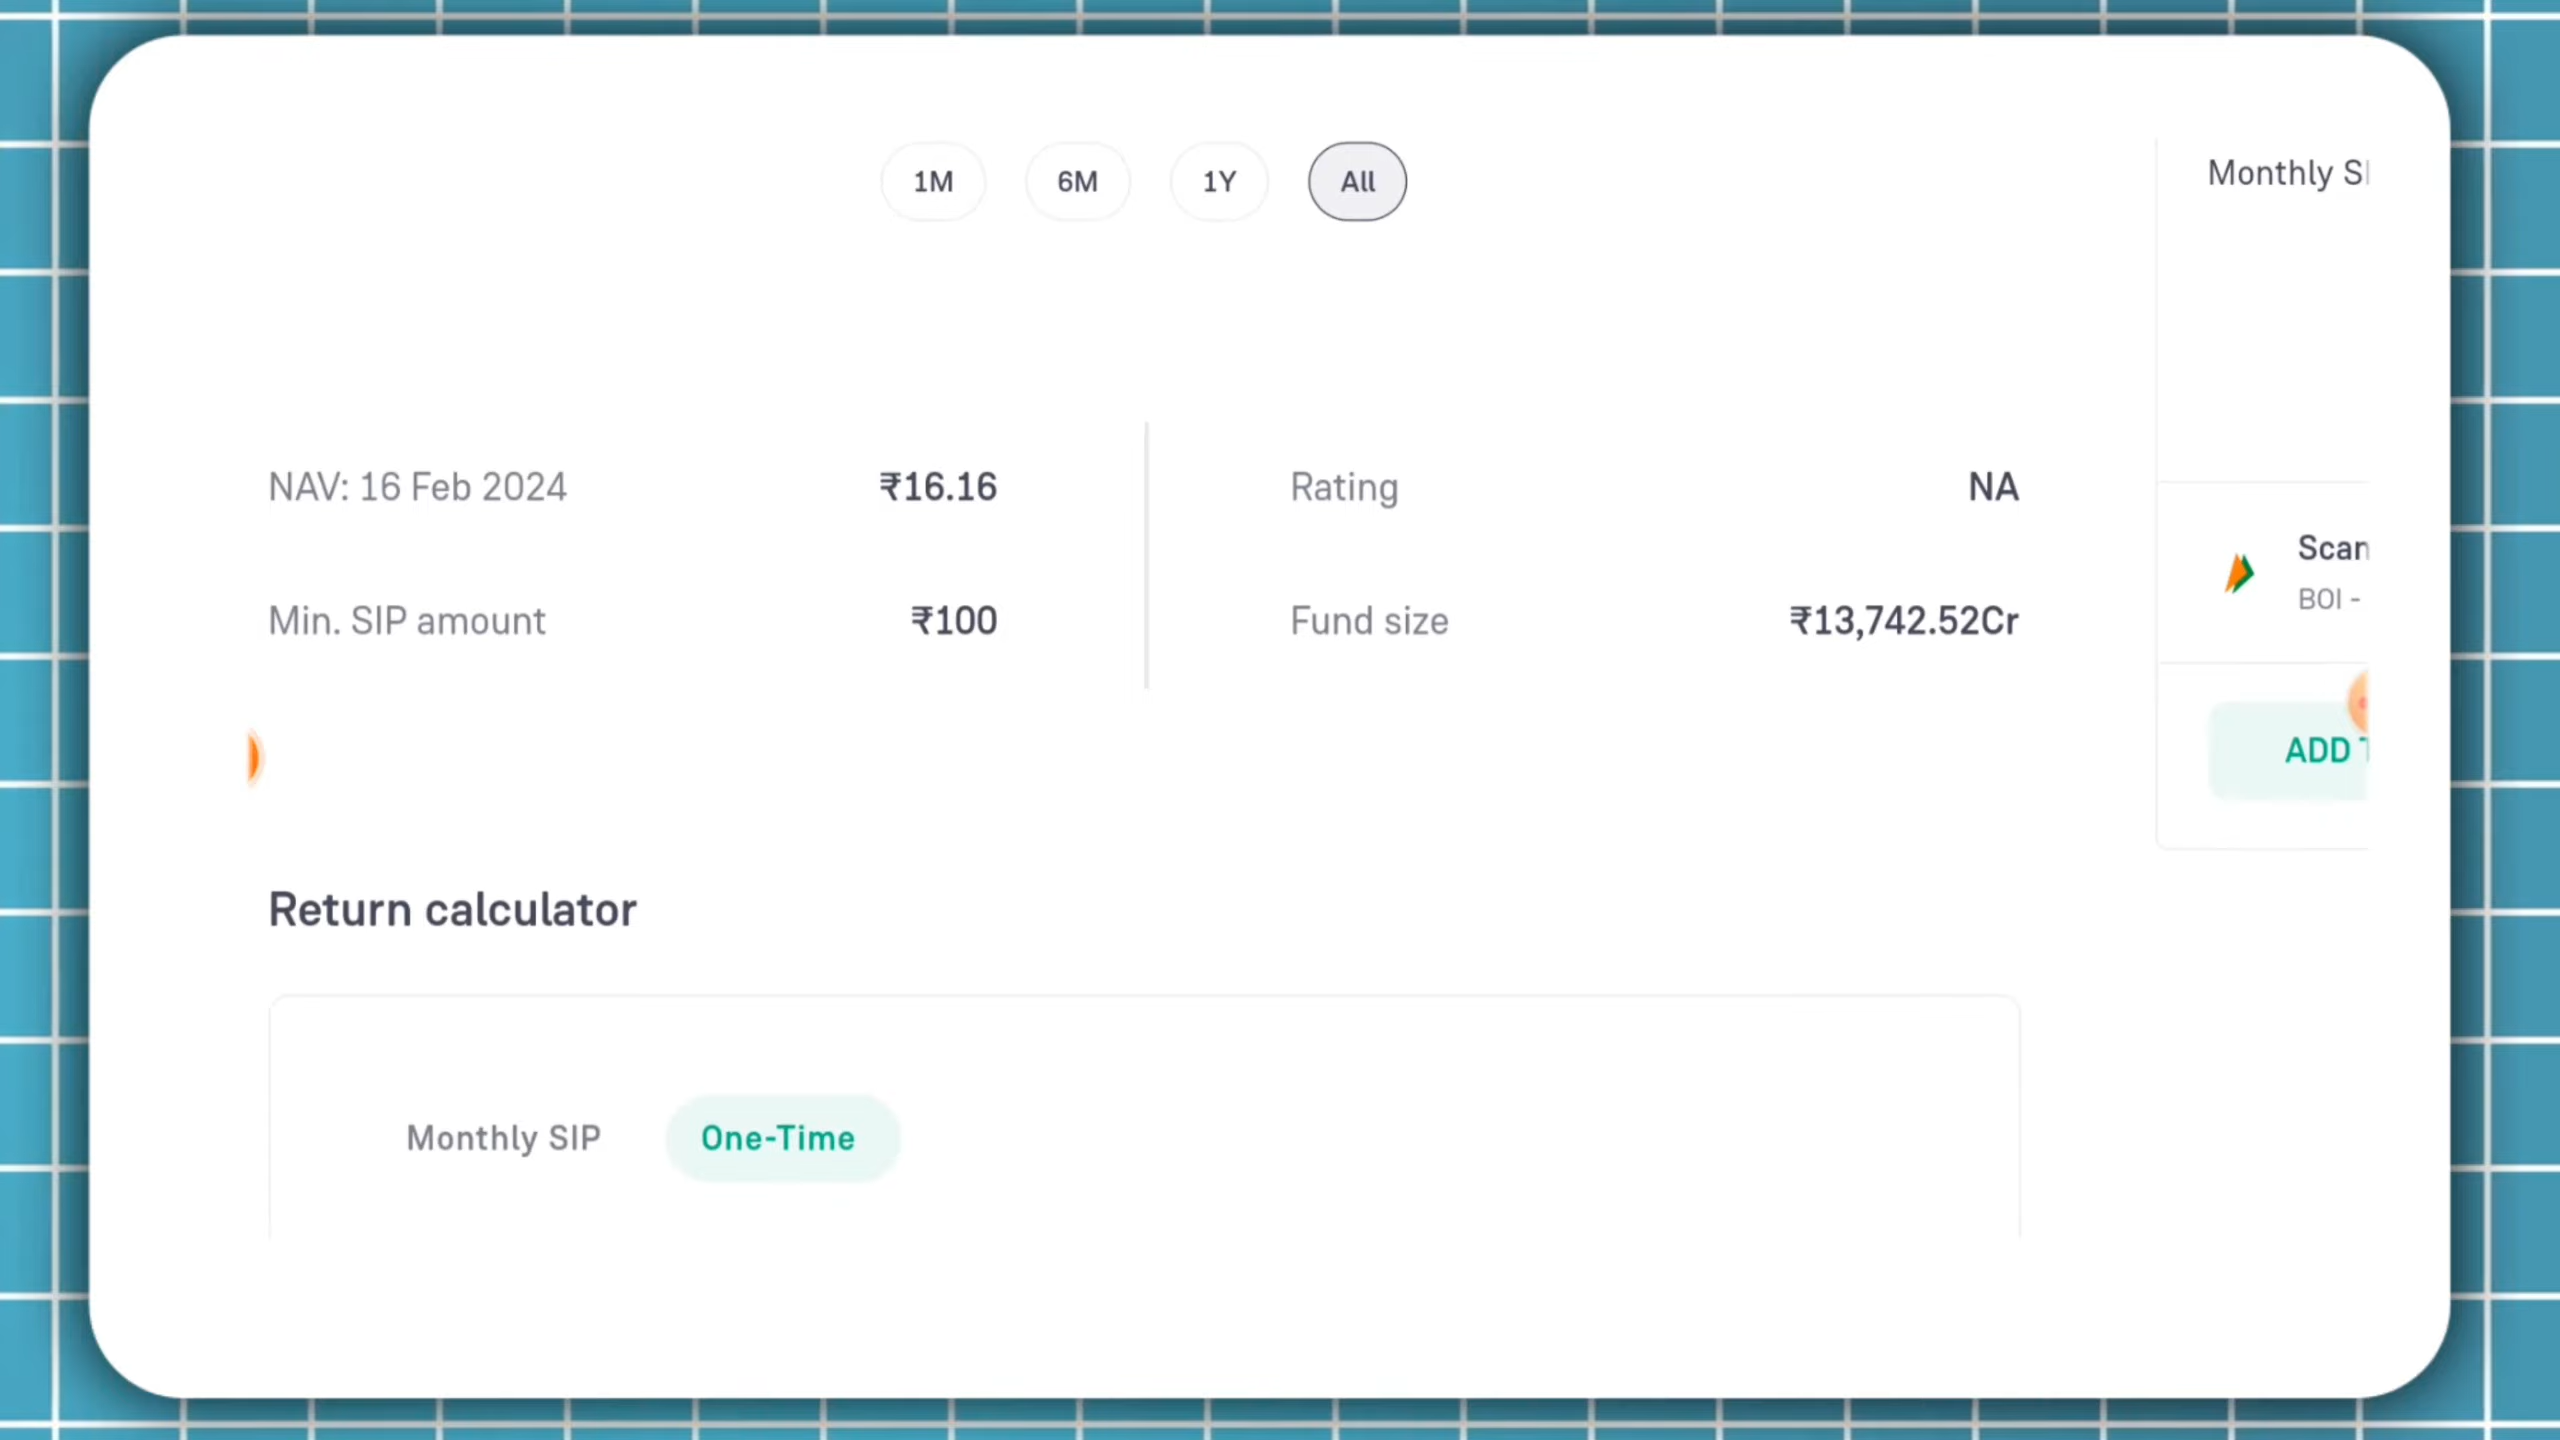 1M 6M 1Y All
NAV: 16 Feb 2024 ₹16.16
Rating NA
Min. SIP amount ₹100
Fund size ₹13,742.52Cr
Return calculator
Monthly SIP One-Time
Monthly SI
Scan
BOI -
ADD